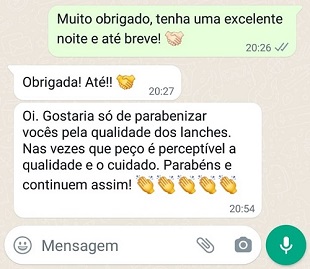 Muito obrigado, tenha uma excelente
noite e até breve! 🤝🏻
20:26
Obrigada! Até!! 🤝
20:27
Oi. Gostaria só de parabenizar
vocês pela qualidade dos lanches.
Nas vezes que peço é perceptível a
qualidade e o cuidado. Parabéns e
continuem assim! 👏👏👏👏👏
20:54
Mensagem